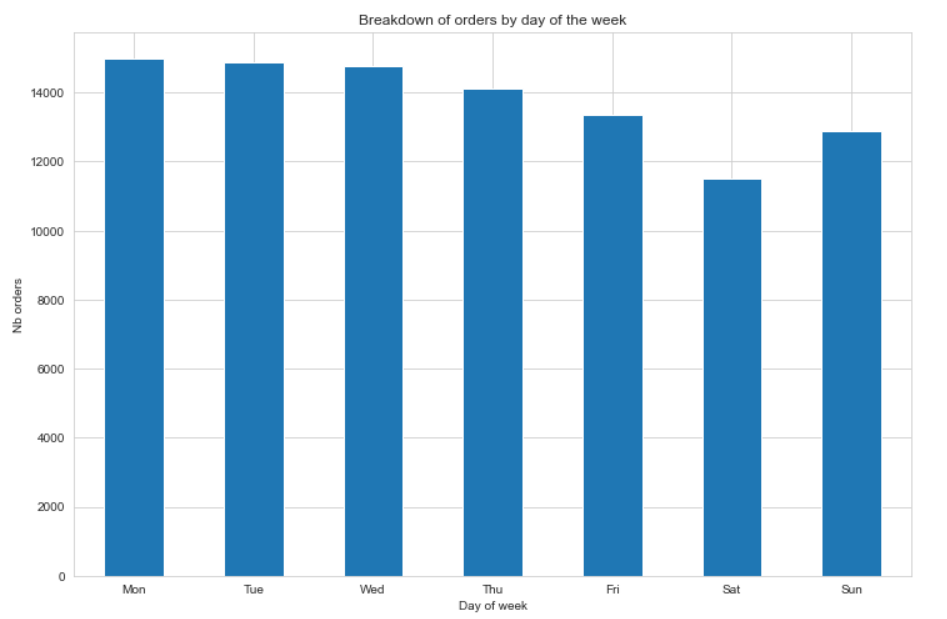 Breakdown of orders by day of the week
14000
12000
10000
8000
6000
4000
2000
0
Nb orders
Mon Tue Wed Thu Fri Sat Sun
Day of week